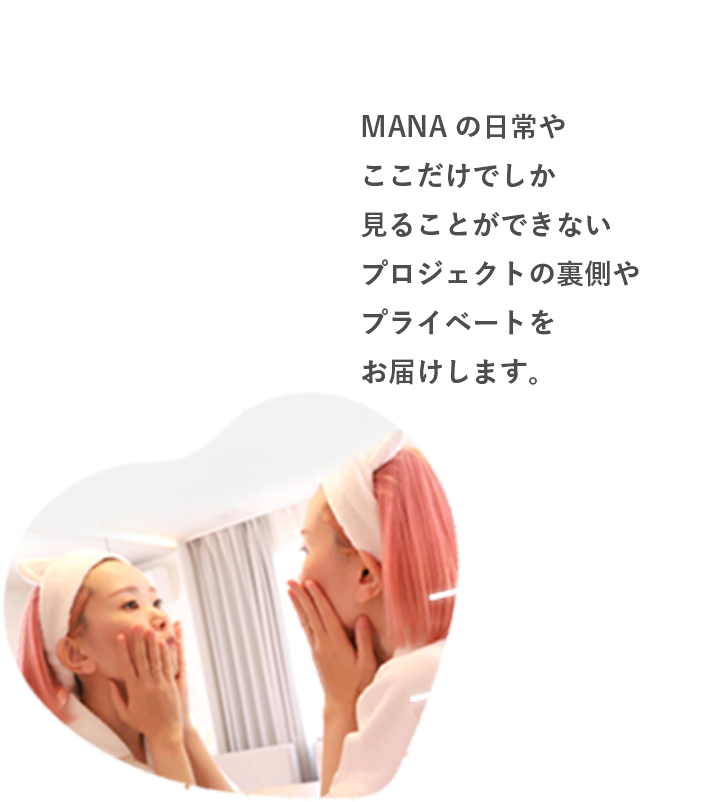 MANA の日常や
ここだけでしか
見ることができない
プロジェクトの裏側や
プライベートを
お届けします。